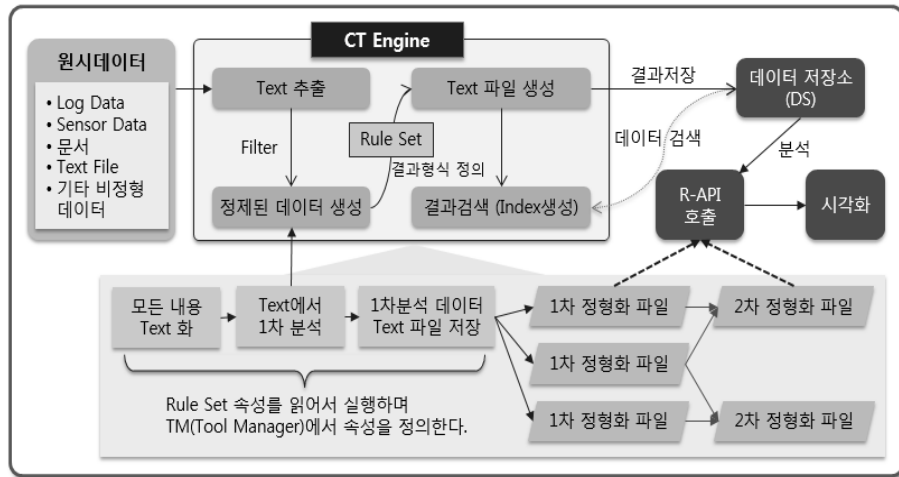 CT Engine
원시데이터
• Log Data
• Sensor Data
• 문서
• Text File
• 기타 비정형
데이터
Text 추출
Text 파일 생성
Filter
Rule Set
결과형식 정의
정제된 데이터 생성
결과검색 (Index생성)
결과저장
데이터 저장소
(DS)
데이터 검색
분석
R-API
호출
시각화
모든 내용
Text 화
Text에서
1차 분석
1차분석 데이터
Text 파일 저장
1차 정형화 파일
2차 정형화 파일
1차 정형화 파일
1차 정형화 파일
2차 정형화 파일
Rule Set 속성를 읽어서 실행하며
TM(Tool Manager)에서 속성을 정의한다.